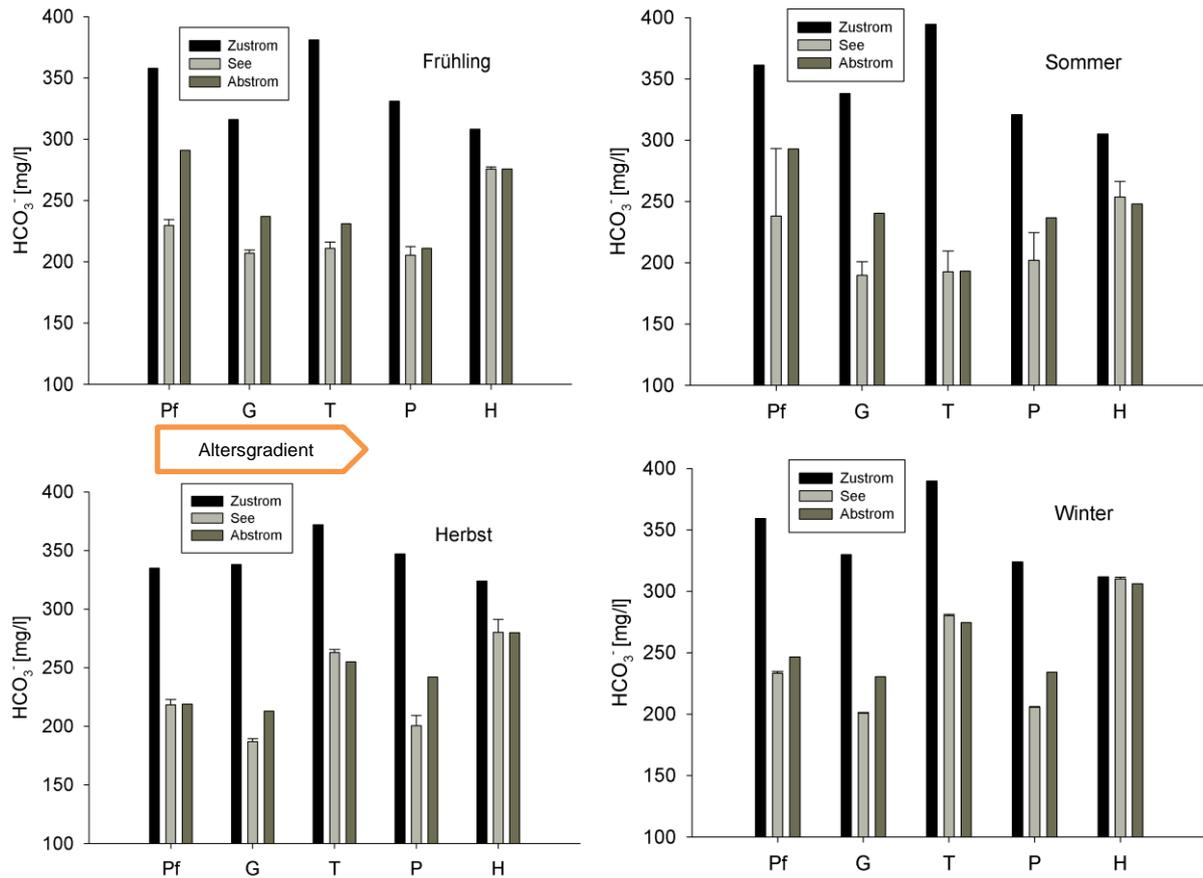 400
350
300
250
200
150
100
HCO₃⁻ [mg/l]
Zustrom
See
Abstrom
Frühling
Pf G T P H
400
350
300
250
200
150
100
HCO₃⁻ [mg/l]
Zustrom
See
Abstrom
Sommer
Pf G T P H
Altersgradient
400
350
300
250
200
150
100
HCO₃⁻ [mg/l]
Zustrom
See
Abstrom
Herbst
Pf G T P H
400
350
300
250
200
150
100
HCO₃⁻ [mg/l]
Zustrom
See
Abstrom
Winter
Pf G T P H